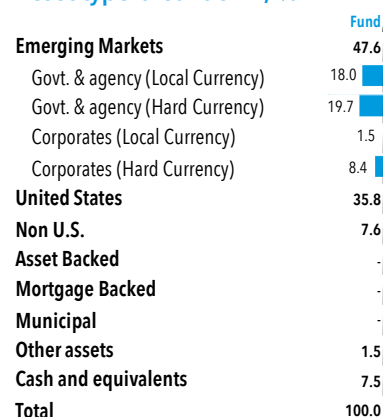 Fund
Emerging Markets 47.6
Govt. & agency (Local Currency) 18.0
Govt. & agency (Hard Currency) 19.7
Corporates (Local Currency) 1.5
Corporates (Hard Currency) 8.4
United States 35.8
Non U.S. 7.6
Asset Backed -
Mortgage Backed -
Municipal -
Other assets 1.5
Cash and equivalents 7.5
Total 100.0